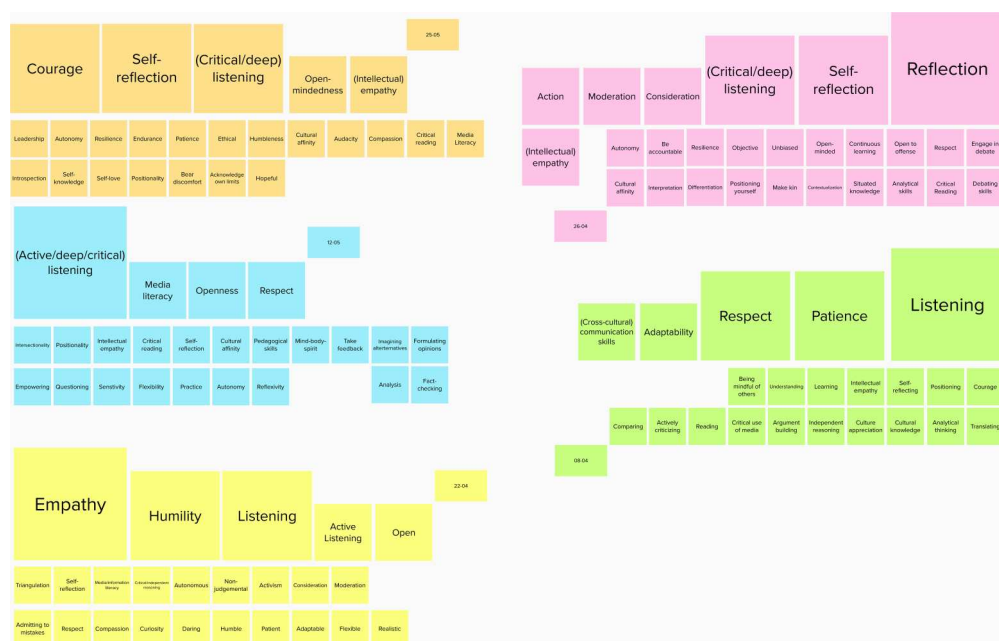 25-05
Courage
Self-
reflection
(Critical/deep)
listening
Open-
mindedness
(Intellectual)
empathy
Leadership
Autonomy
Resilience
Endurance
Patience
Ethical
Humbleness
Cultural
affinity
Audacity
Compassion
Critical
reading
Media
Literacy
Introspection
Self-
knowledge
Self-love
Positionality
Bear
discomfort
Acknowledge
own limits
Hopeful
12-05
(Active/deep/critical)
listening
Media
literacy
Openness
Respect
Intersectionality
Positionality
Intellectual
empathy
Critical
reading
Self-
reflection
Cultural
affinity
Pedagogical
skills
Mind-body-
spirit
Take
feedback
Imagining
Formulating
opinions
Empowering
Questioning
Senstivity
Flexibility
Practice
Autonomy
Reflexivity
Analysis
Fact-
checking
22-04
Empathy
Humility
Listening
Active
Listening
Open
Triangulation
Self-
reflection
literacy
Autonomous
Non-
judgemental
Activism
Consideration
Moderation
Admitting to
mistakes
Respect
Compassion
Curiosity
Daring
Humble
Patient
Adaptable
Flexible
Realistic
Action
Moderation
Consideration
(Critical/deep)
listening
Self-
reflection
Reflection
(Intellectual)
empathy
Autonomy
Be
accountable
Resilience
Objective
Unbiased
Open-
minded
Continuous
learning
Open to
offense
Respect
Engage in
debate
Cultural
affinity
Interpretation
Differentiation
Positioning
yourself
Make kin
Contextualization
Situated
knowledge
Analytical
skills
Critical
Reading
Debating
skills
26-04
(Cross-cultural)
communication
skills
Adaptability
Respect
Patience
Listening
Being
mindful of
others
Understanding
Learning
Intellectual
empathy
Self-
reflecting
Positioning
Courage
Comparing
Actively
criticizing
Reading
Critical use
of media
Argument
building
Independent
reasoning
Culture
appreciation
Cultural
knowledge
Analytical
thinking
Translating
08-04